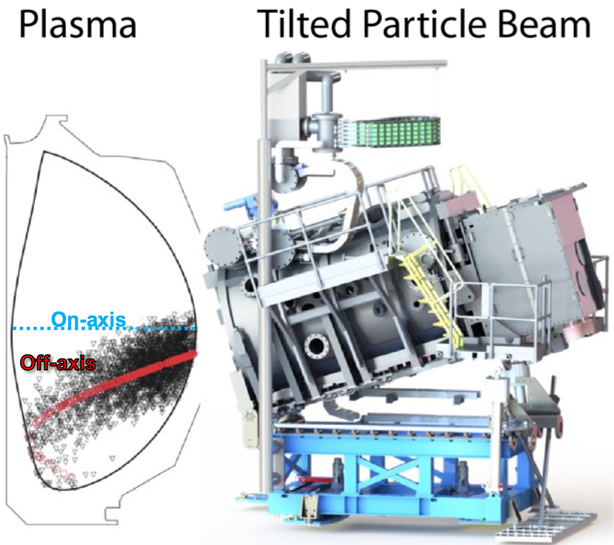 Plasma
Tilted Particle Beam
On-axis
Off-axis